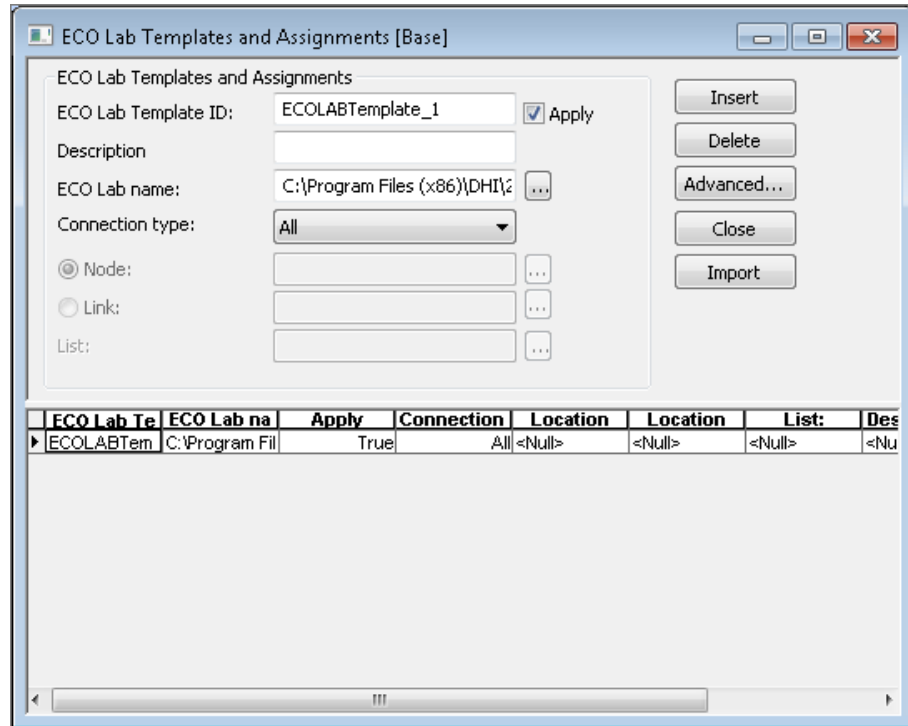 ECO Lab Templates and Assignments [Base]
ECO Lab Templates and Assignments
ECO Lab Template ID: ECOLABTemplate_1 Apply Insert
Description Delete
ECO Lab name: C:\Program Files (x86)\DHI\2 ... Advanced...
Connection type: All Close
Node: ... Import
Link: ...
List: ...
ECO Lab Te ECO Lab na Apply Connection Location Location List: Des
ECOLABTem C:\Program Fil True All <Null> <Null> <Null> <Nu